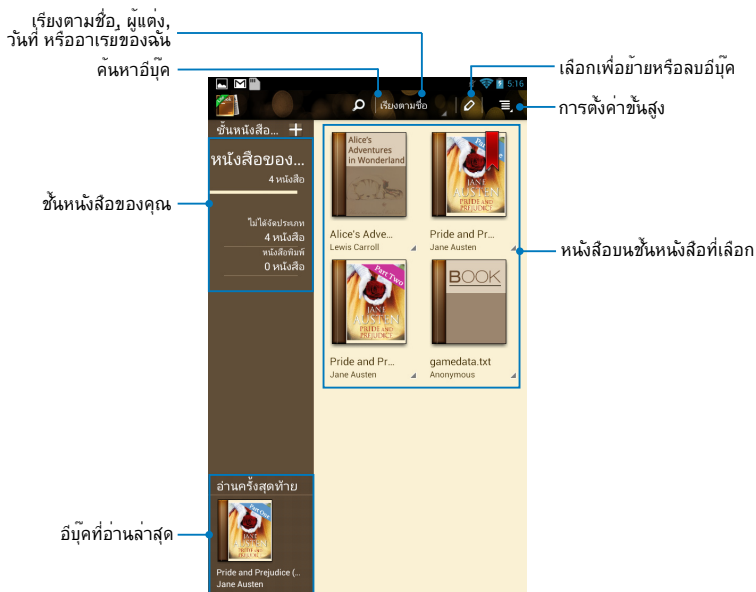 เรียงตามชื่อ, ผู้แต่ง,
วันที่ หรืออาเรย์ของฉัน
ค้นหาอีบุ๊ค
เลือกเพื่อย้ายหรือลบอีบุ๊ค
การตั้งค่าขั้นสูง
ชั้นหนังสือของคุณ
หนังสือบนชั้นหนังสือที่เลือก
อีบุ๊คที่อ่านล่าสุด
5:16
เรียงตามชื่อ
ชั้นหนังสือ...
หนังสือของ...
4 หนังสือ
ไม่ได้จัดประเภท
4 หนังสือ
หนังสือพิมพ์
0 หนังสือ
Alice's
Adventures
in Wonderland
Alice's Adve...
Lewis Carroll
JANE
AUSTEN
PRIDE AND
PREJUDICE
Pride and Pr...
Jane Austen
Part Two
JANE
AUSTEN
PRIDE AND
PREJUDICE
Pride and Pr...
Jane Austen
BOOK
gamedata.txt
Anonymous
อ่านครั้งสุดท้าย
Part One
JANE
AUSTEN
PRIDE AND
PREJUDICE
Pride and Prejudice (...
Jane Austen